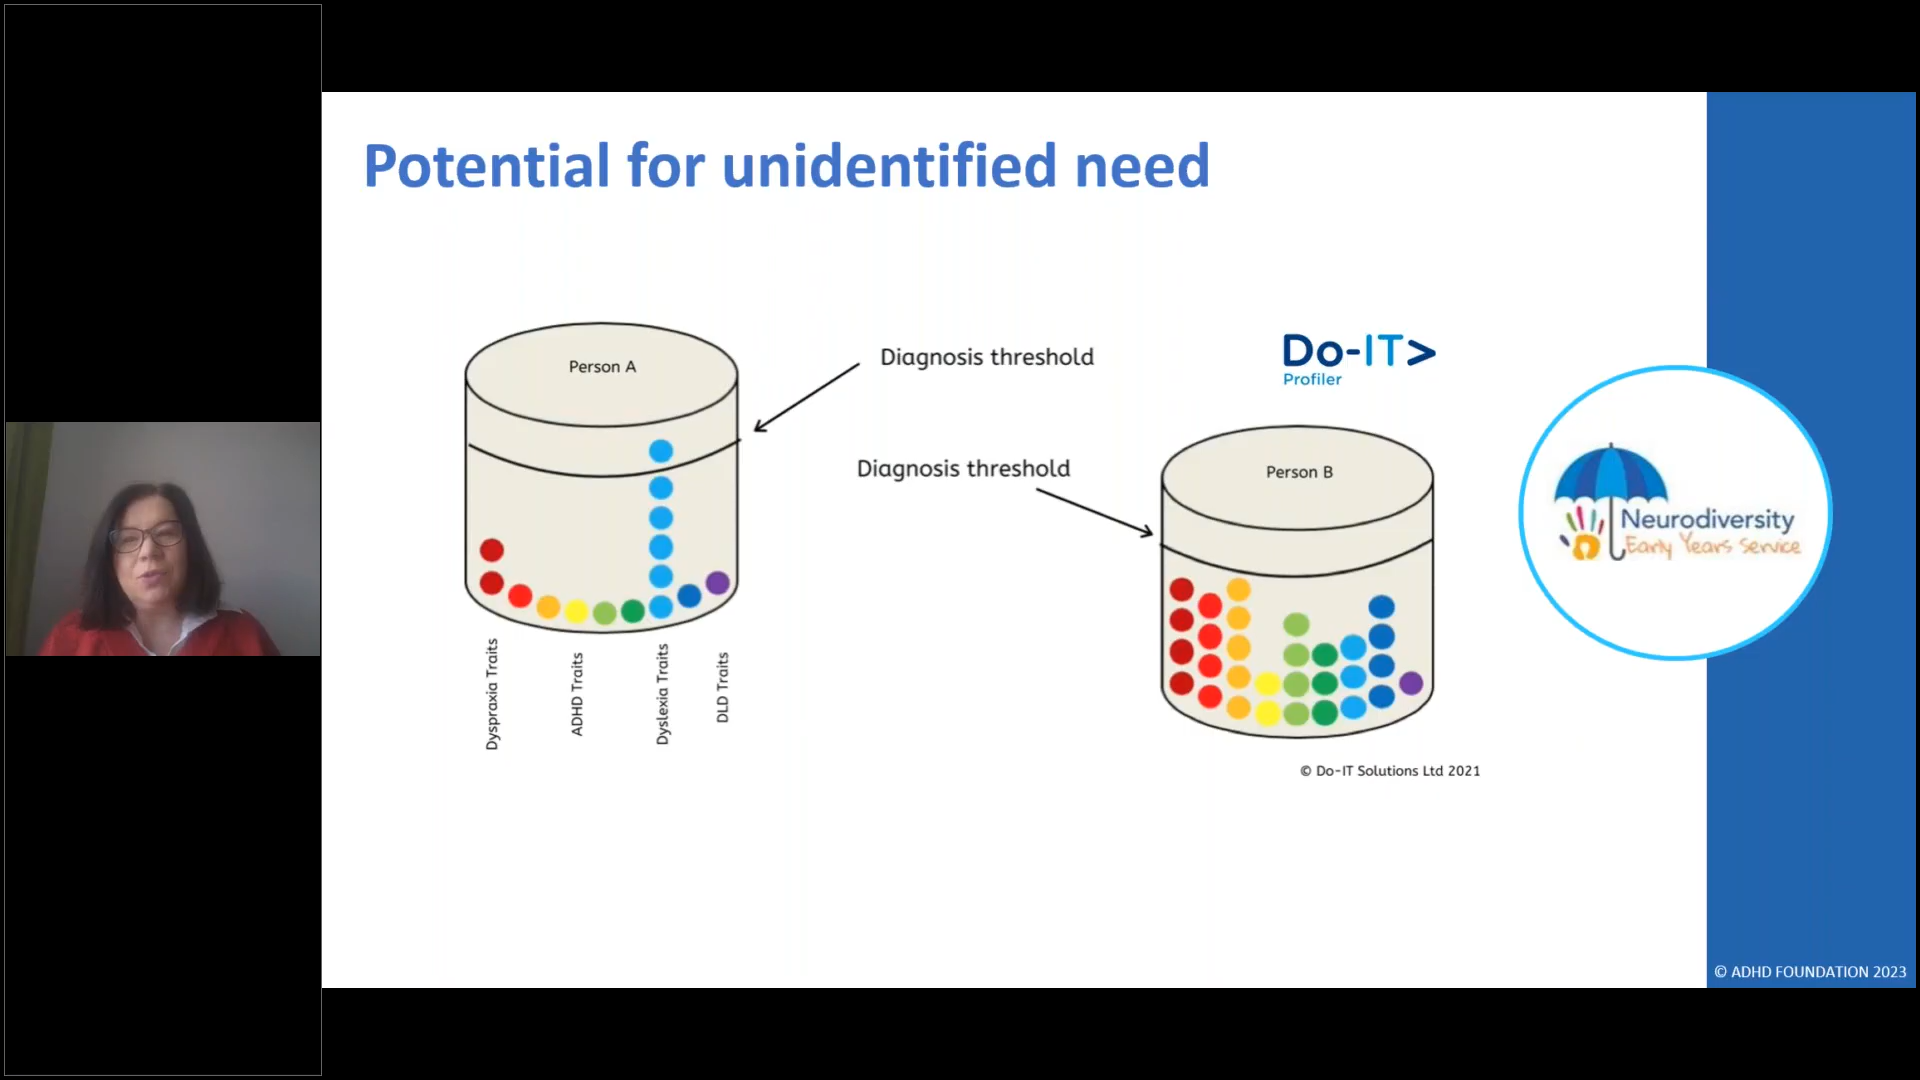 Potential for unidentified need
Person A
Diagnosis threshold
Diagnosis threshold
Dyspraxia Traits
ADHD Traits
Dyslexia Traits
DLD Traits
Do-IT>
Profiler
Person B
© Do-IT Solutions Ltd 2021
Neurodiversity
Early Years Service
© ADHD FOUNDATION 2023